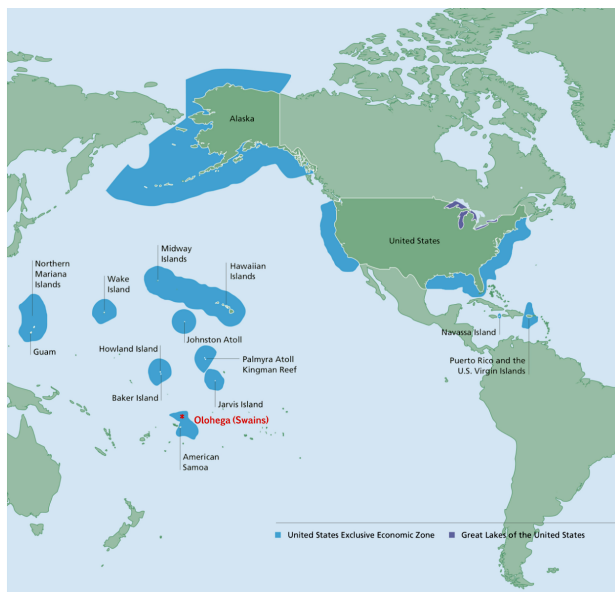 Alaska
United States
Midway
Islands
Northern
Mariana
Islands
Wake
Island
Hawaiian
Islands
Navassa Island
Guam
Howland Island
Johnston Atoll
Palmyra Atoll
Kingman Reef
Puerto Rico and the
U.S. Virgin Islands
Baker Island
Jarvis Island
Olohega (Swains)
American
Samoa
United States Exclusive Economic Zone
Great Lakes of the United States